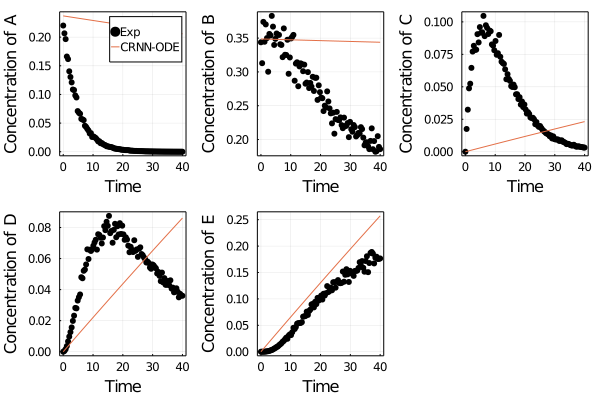 Concentration of A
0.20
0.15
0.10
0.05
0.00
0 10 20 30 40
Time
Exp
CRNN-ODE
Concentration of B
0.35
0.30
0.25
0.20
0 10 20 30 40
Time
Concentration of C
0.100
0.075
0.050
0.025
0.000
0 10 20 30 40
Time
Concentration of D
0.08
0.06
0.04
0.02
0.00
0 10 20 30 40
Time
Concentration of E
0.25
0.20
0.15
0.10
0.05
0.00
0 10 20 30 40
Time